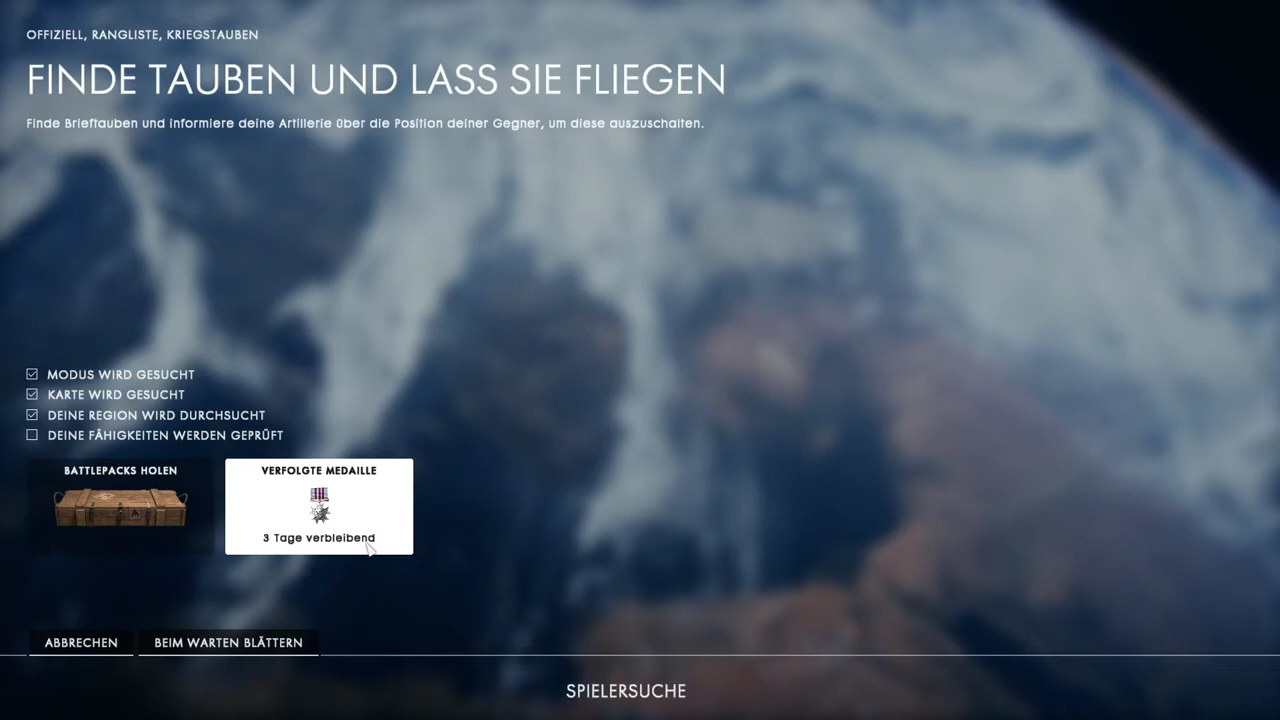 OFFIZIELL, RANGLISTE, KRIEGSTAUBEN
FINDE TAUBEN UND LASS SIE FLIEGEN
Finde Brieftauben und informiere deine Artillerie über die Position deiner Gegner, um diese auszuschalten.
MODUS WIRD GESUCHT
KARTE WIRD GESUCHT
DEINE REGION WIRD DURCHSUCHT
DEINE FÄHIGKEITEN WERDEN GEPRÜFT
BATTLEPACKS HOLEN
VERFOLGTE MEDAILLE
3 Tage verbleibend
ABBRECHEN
BEIM WARTEN BLÄTTERN
SPIELERSUCHE